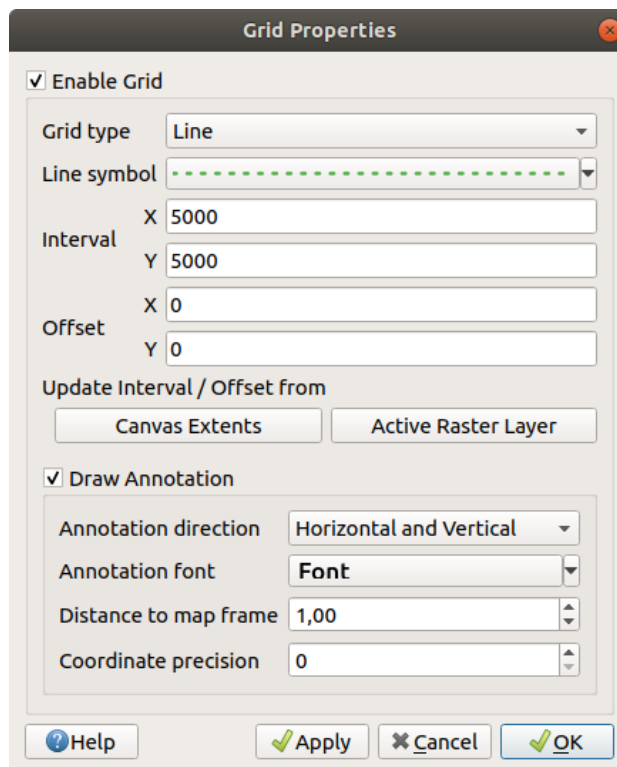 Grid Properties
Enable Grid
Grid type Line
Line symbol
Interval
X 5000
Y 5000
Offset
X 0
Y 0
Update Interval / Offset from
Canvas Extents Active Raster Layer
Draw Annotation
Annotation direction Horizontal and Vertical
Annotation font Font
Distance to map frame 1,00
Coordinate precision 0
Help Apply Cancel OK